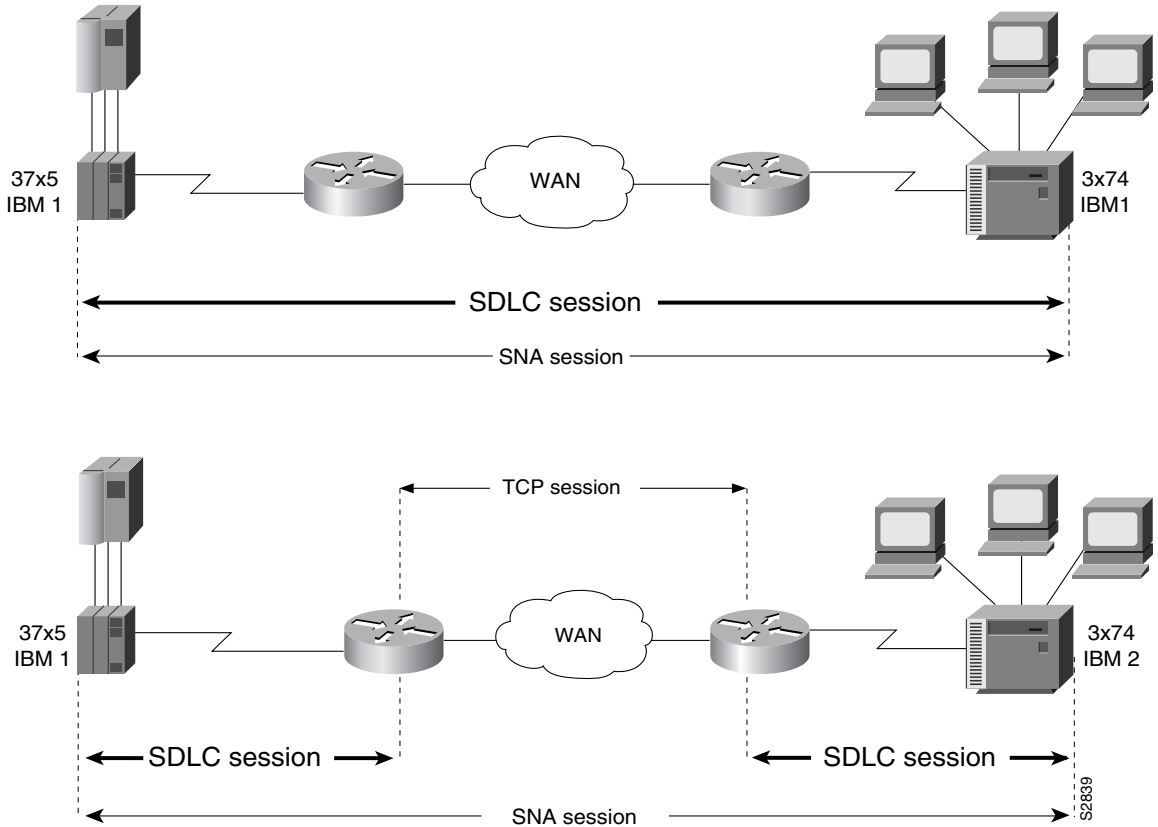 37x5
IBM 1
WAN
3x74
IBM1
SDLC session
SNA session
TCP session
37x5
IBM 1
WAN
3x74
IBM 2
SDLC session
SDLC session
SNA session
S2839